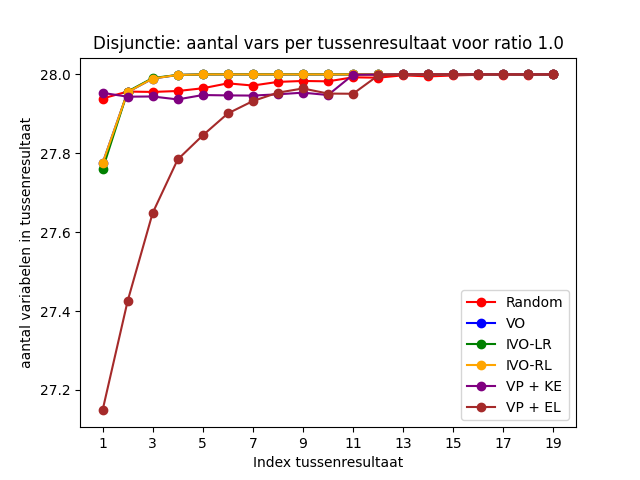 Disjunctie: aantal vars per tussenresultaat voor ratio 1.0
aantal variabelen in tussenresultaat
28.0
27.8
27.6
27.4
27.2
1 3 5 7 9 11 13 15 17 19
Index tussenresultaat
Random
VO
IVO-LR
IVO-RL
VP + KE
VP + EL